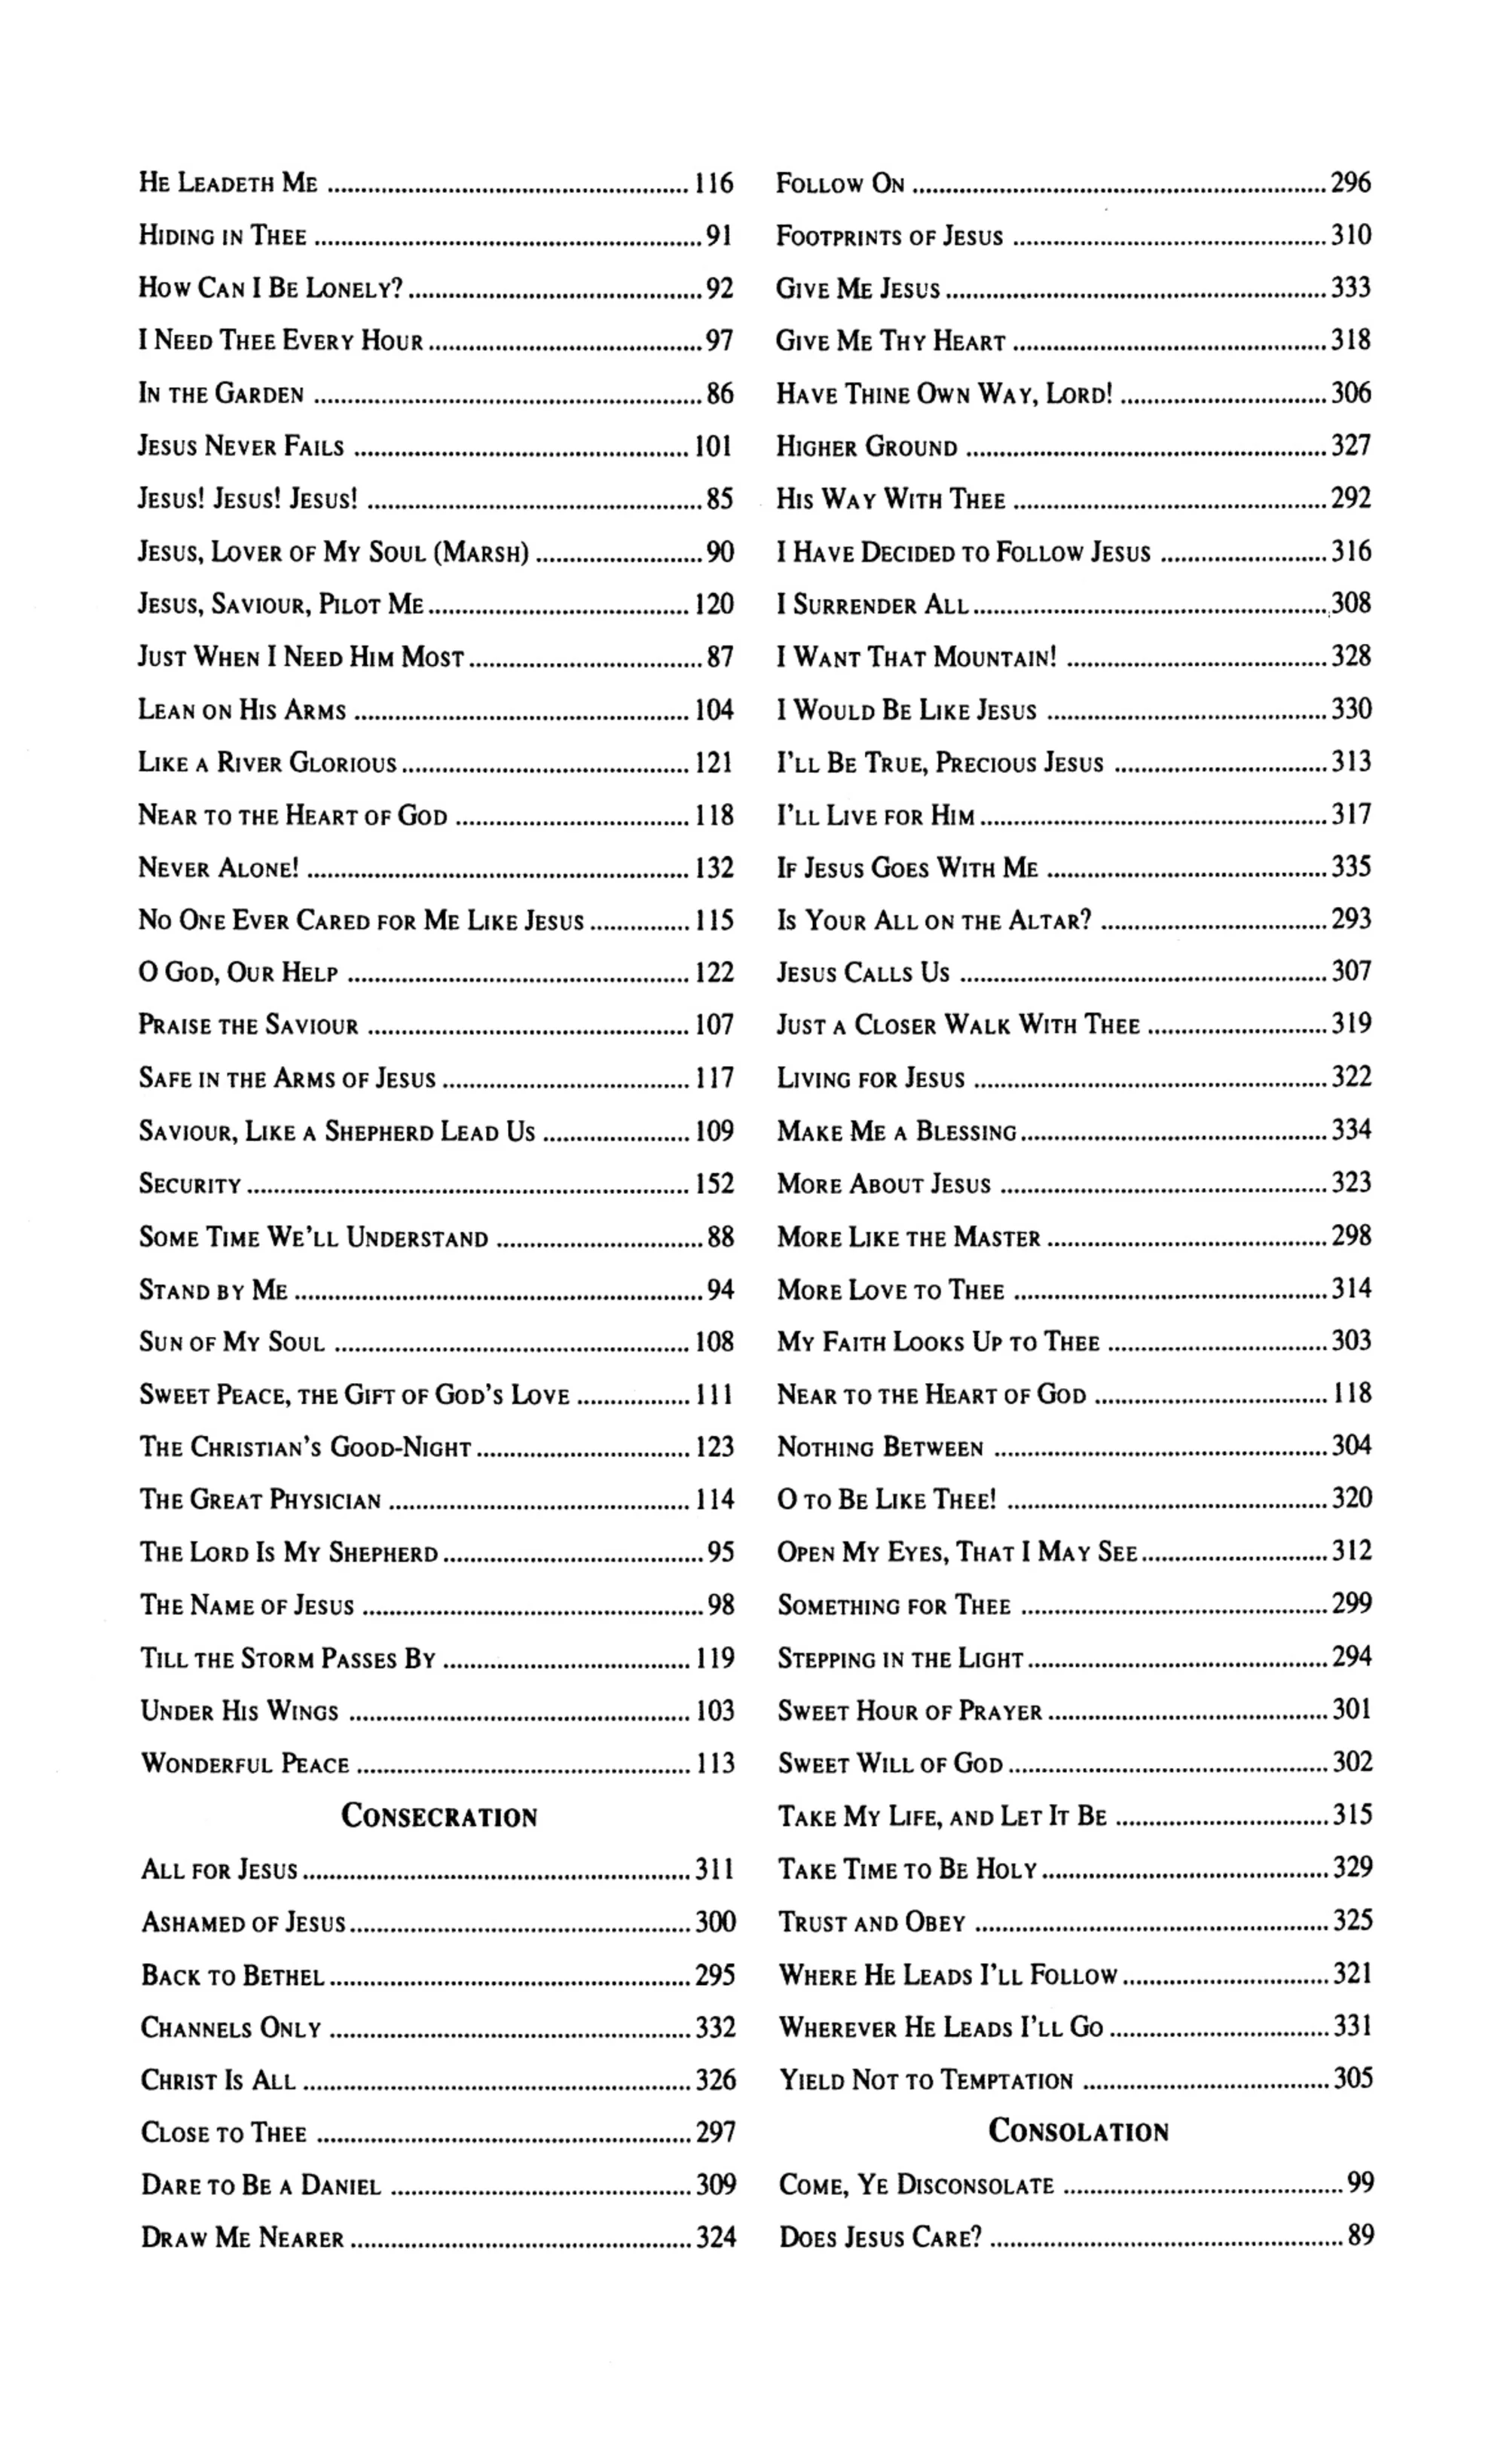 He Leadeth Me ........ 116
Hiding in Thee ........ 91
How Can I Be Lonely? ........ 92
I Need Thee Every Hour ........ 97
In the Garden ........ 86
Jesus Never Fails ........ 101
Jesus! Jesus! Jesus! ........ 85
Jesus, Lover of My Soul (Marsh) ........ 90
Jesus, Saviour, Pilot Me ........ 120
Just When I Need Him Most ........ 87
Lean on His Arms ........ 104
Like a River Glorious ........ 121
Near to the Heart of God ........ 118
Never Alone! ........ 132
No One Ever Cared for Me Like Jesus ........ 115
O God, Our Help ........ 122
Praise the Saviour ........ 107
Safe in the Arms of Jesus ........ 117
Saviour, Like a Shepherd Lead Us ........ 109
Security ........ 152
Some Time We'll Understand ........ 88
Stand by Me ........ 94
Sun of My Soul ........ 108
Sweet Peace, the Gift of God's Love ........ 111
The Christian's Good-Night ........ 123
The Great Physician ........ 114
The Lord Is My Shepherd ........ 95
The Name of Jesus ........ 98
Till the Storm Passes By ........ 119
Under His Wings ........ 103
Wonderful Peace ........ 113
Consecration
All for Jesus ........ 311
Ashamed of Jesus ........ 300
Back to Bethel ........ 295
Channels Only ........ 332
Christ Is All ........ 326
Close to Thee ........ 297
Dare to Be a Daniel ........ 309
Draw Me Nearer ........ 324
Follow On ........ 296
Footprints of Jesus ........ 310
Give Me Jesus ........ 333
Give Me Thy Heart ........ 318
Have Thine Own Way, Lord! ........ 306
Higher Ground ........ 327
His Way With Thee ........ 292
I Have Decided to Follow Jesus ........ 316
I Surrender All ........ 308
I Want That Mountain! ........ 328
I Would Be Like Jesus ........ 330
I'll Be True, Precious Jesus ........ 313
I'll Live for Him ........ 317
If Jesus Goes With Me ........ 335
Is Your All on the Altar? ........ 293
Jesus Calls Us ........ 307
Just a Closer Walk With Thee ........ 319
Living for Jesus ........ 322
Make Me a Blessing ........ 334
More About Jesus ........ 323
More Like the Master ........ 298
More Love to Thee ........ 314
My Faith Looks Up to Thee ........ 303
Near to the Heart of God ........ 118
Nothing Between ........ 304
O to Be Like Thee! ........ 320
Open My Eyes, That I May See ........ 312
Something for Thee ........ 299
Stepping in the Light ........ 294
Sweet Hour of Prayer ........ 301
Sweet Will of God ........ 302
Take My Life, and Let It Be ........ 315
Take Time to Be Holy ........ 329
Trust and Obey ........ 325
Where He Leads I'll Follow ........ 321
Wherever He Leads I'll Go ........ 331
Yield Not to Temptation ........ 305
Consolation
Come, Ye Disconsolate ........ 99
Does Jesus Care? ........ 89